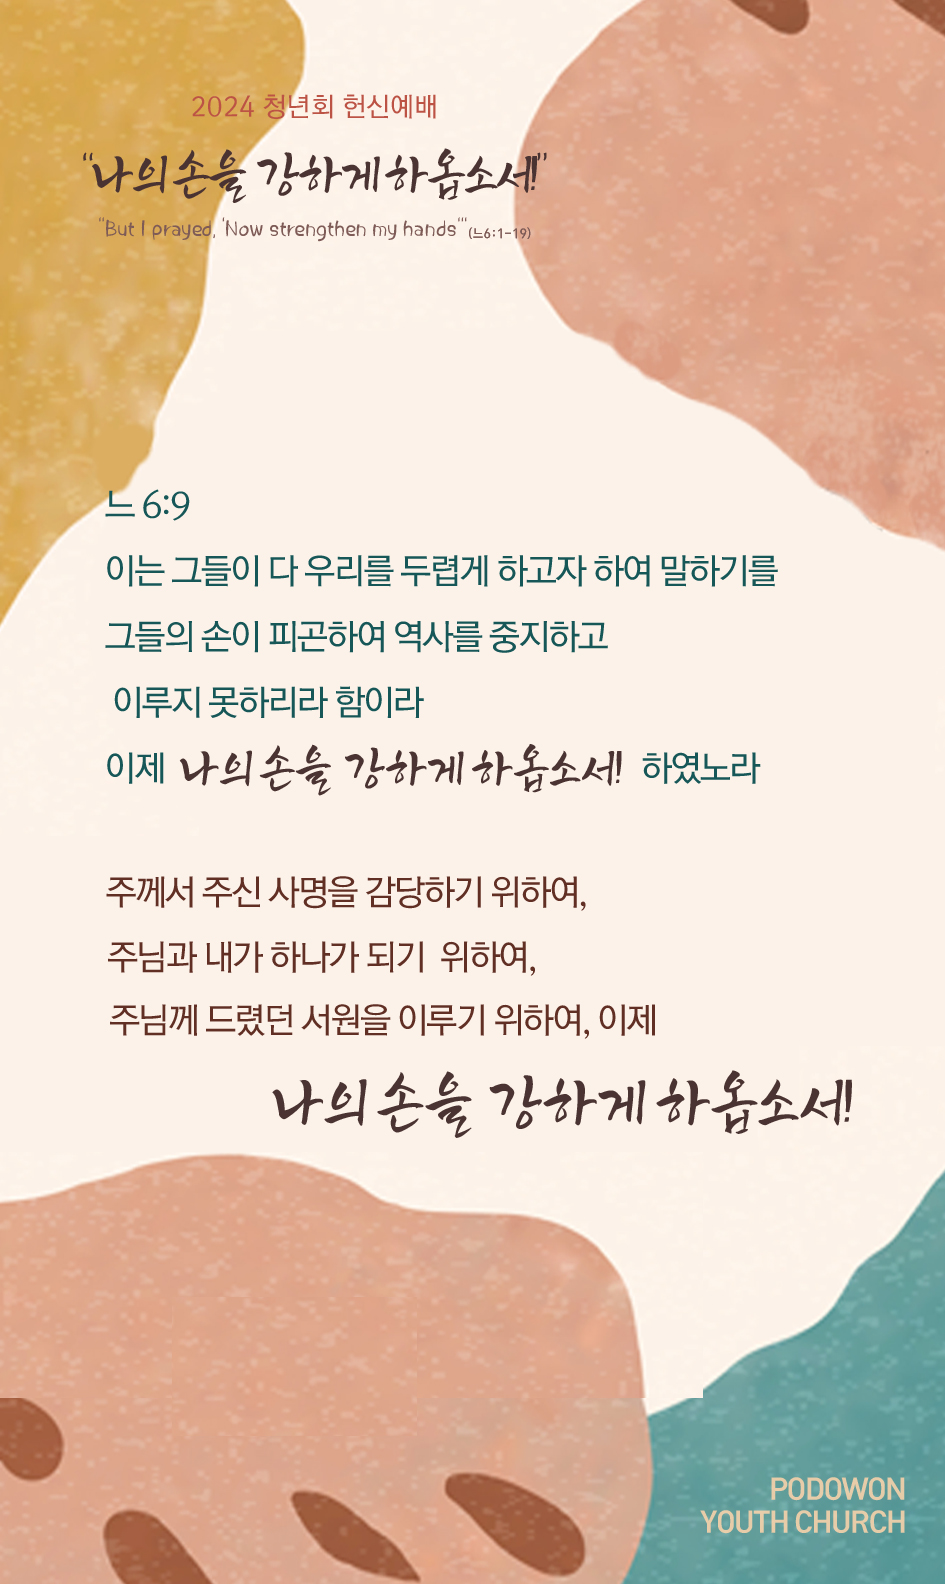 2024 청년회 헌신예배
“나의 손을 강하게 하옵소서!”
“But I prayed, ‘Now strengthen my hands’” (느6:1-19)
느 6:9
이는 그들이 다 우리를 두렵게 하고자 하여 말하기를
그들의 손이 피곤하여 역사를 중지하고
이루지 못하리라 함이라
이제 나의 손을 강하게 하옵소서! 하였노라
주께서 주신 사명을 감당하기 위하여,
주님과 내가 하나가 되기 위하여,
주님께 드렸던 서원을 이루기 위하여, 이제
나의 손을 강하게 하옵소서!
PODOWON
YOUTH CHURCH